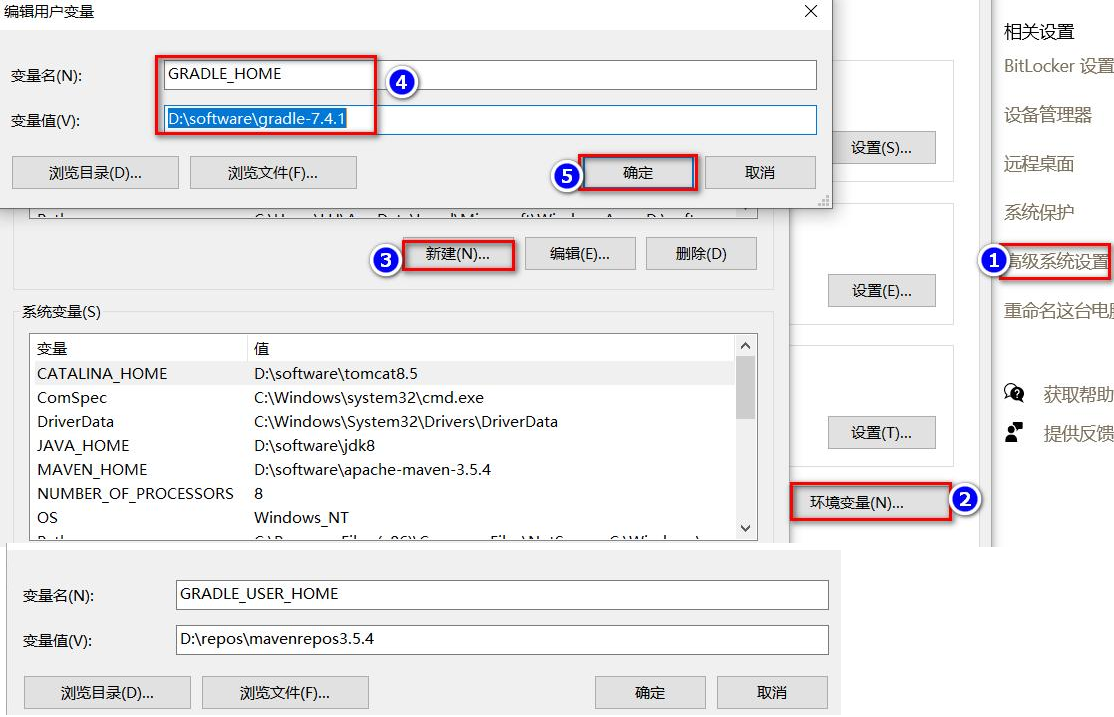 编辑用户变量
变量名(N):
GRADLE_HOME
4
变量值(V):
D:\software\gradle-7.4.1
浏览目录(D)...
浏览文件(F)...
5
确定
取消
3
新建(N)...
编辑(E)...
删除(D)
系统变量(S)
变量
值
CATALINA_HOME
D:\software\tomcat8.5
ComSpec
C:\Windows\system32\cmd.exe
DriverData
C:\Windows\System32\Drivers\DriverData
JAVA_HOME
D:\software\jdk8
MAVEN_HOME
D:\software\apache-maven-3.5.4
NUMBER_OF_PROCESSORS
8
OS
Windows_NT
设置(S)...
设置(E)...
设置(T)...
环境变量(N)...
2
相关设置
BitLocker 设置
设备管理器
远程桌面
系统保护
1
高级系统设置
重命名这台电脑
获取帮助
提供反馈
变量名(N):
GRADLE_USER_HOME
变量值(V):
D:\repos\mavenrepos3.5.4
浏览目录(D)...
浏览文件(F)...
确定
取消